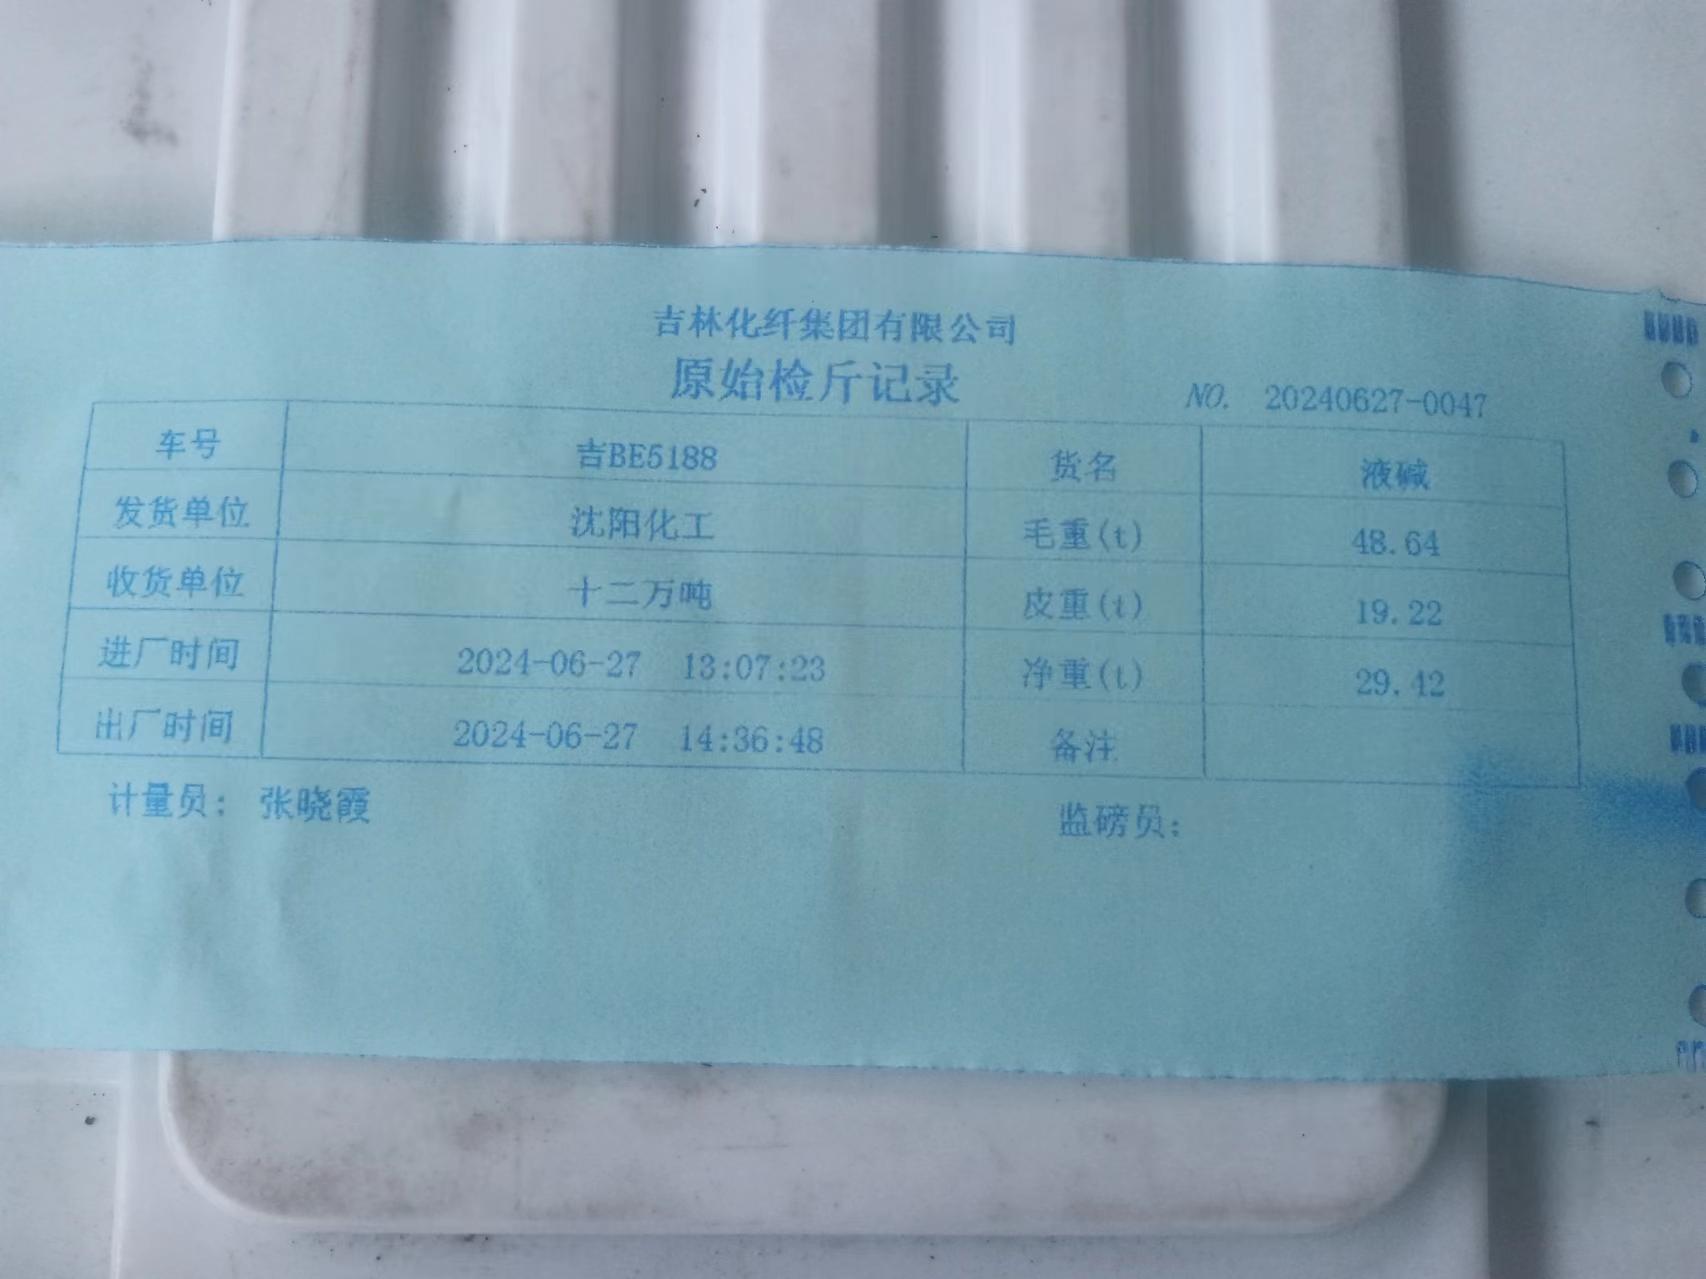 吉林化纤集团有限公司
原始检斤记录
NO. 20240627-0047
车号 吉BE5188 货名 液碱
发货单位 沈阳化工 毛重(t) 48.64
收货单位 十二万吨 皮重(t) 19.22
进厂时间 2024-06-27 13:07:23 净重(t) 29.42
出厂时间 2024-06-27 14:36:48 备注
计量员: 张晓霞 监磅员: